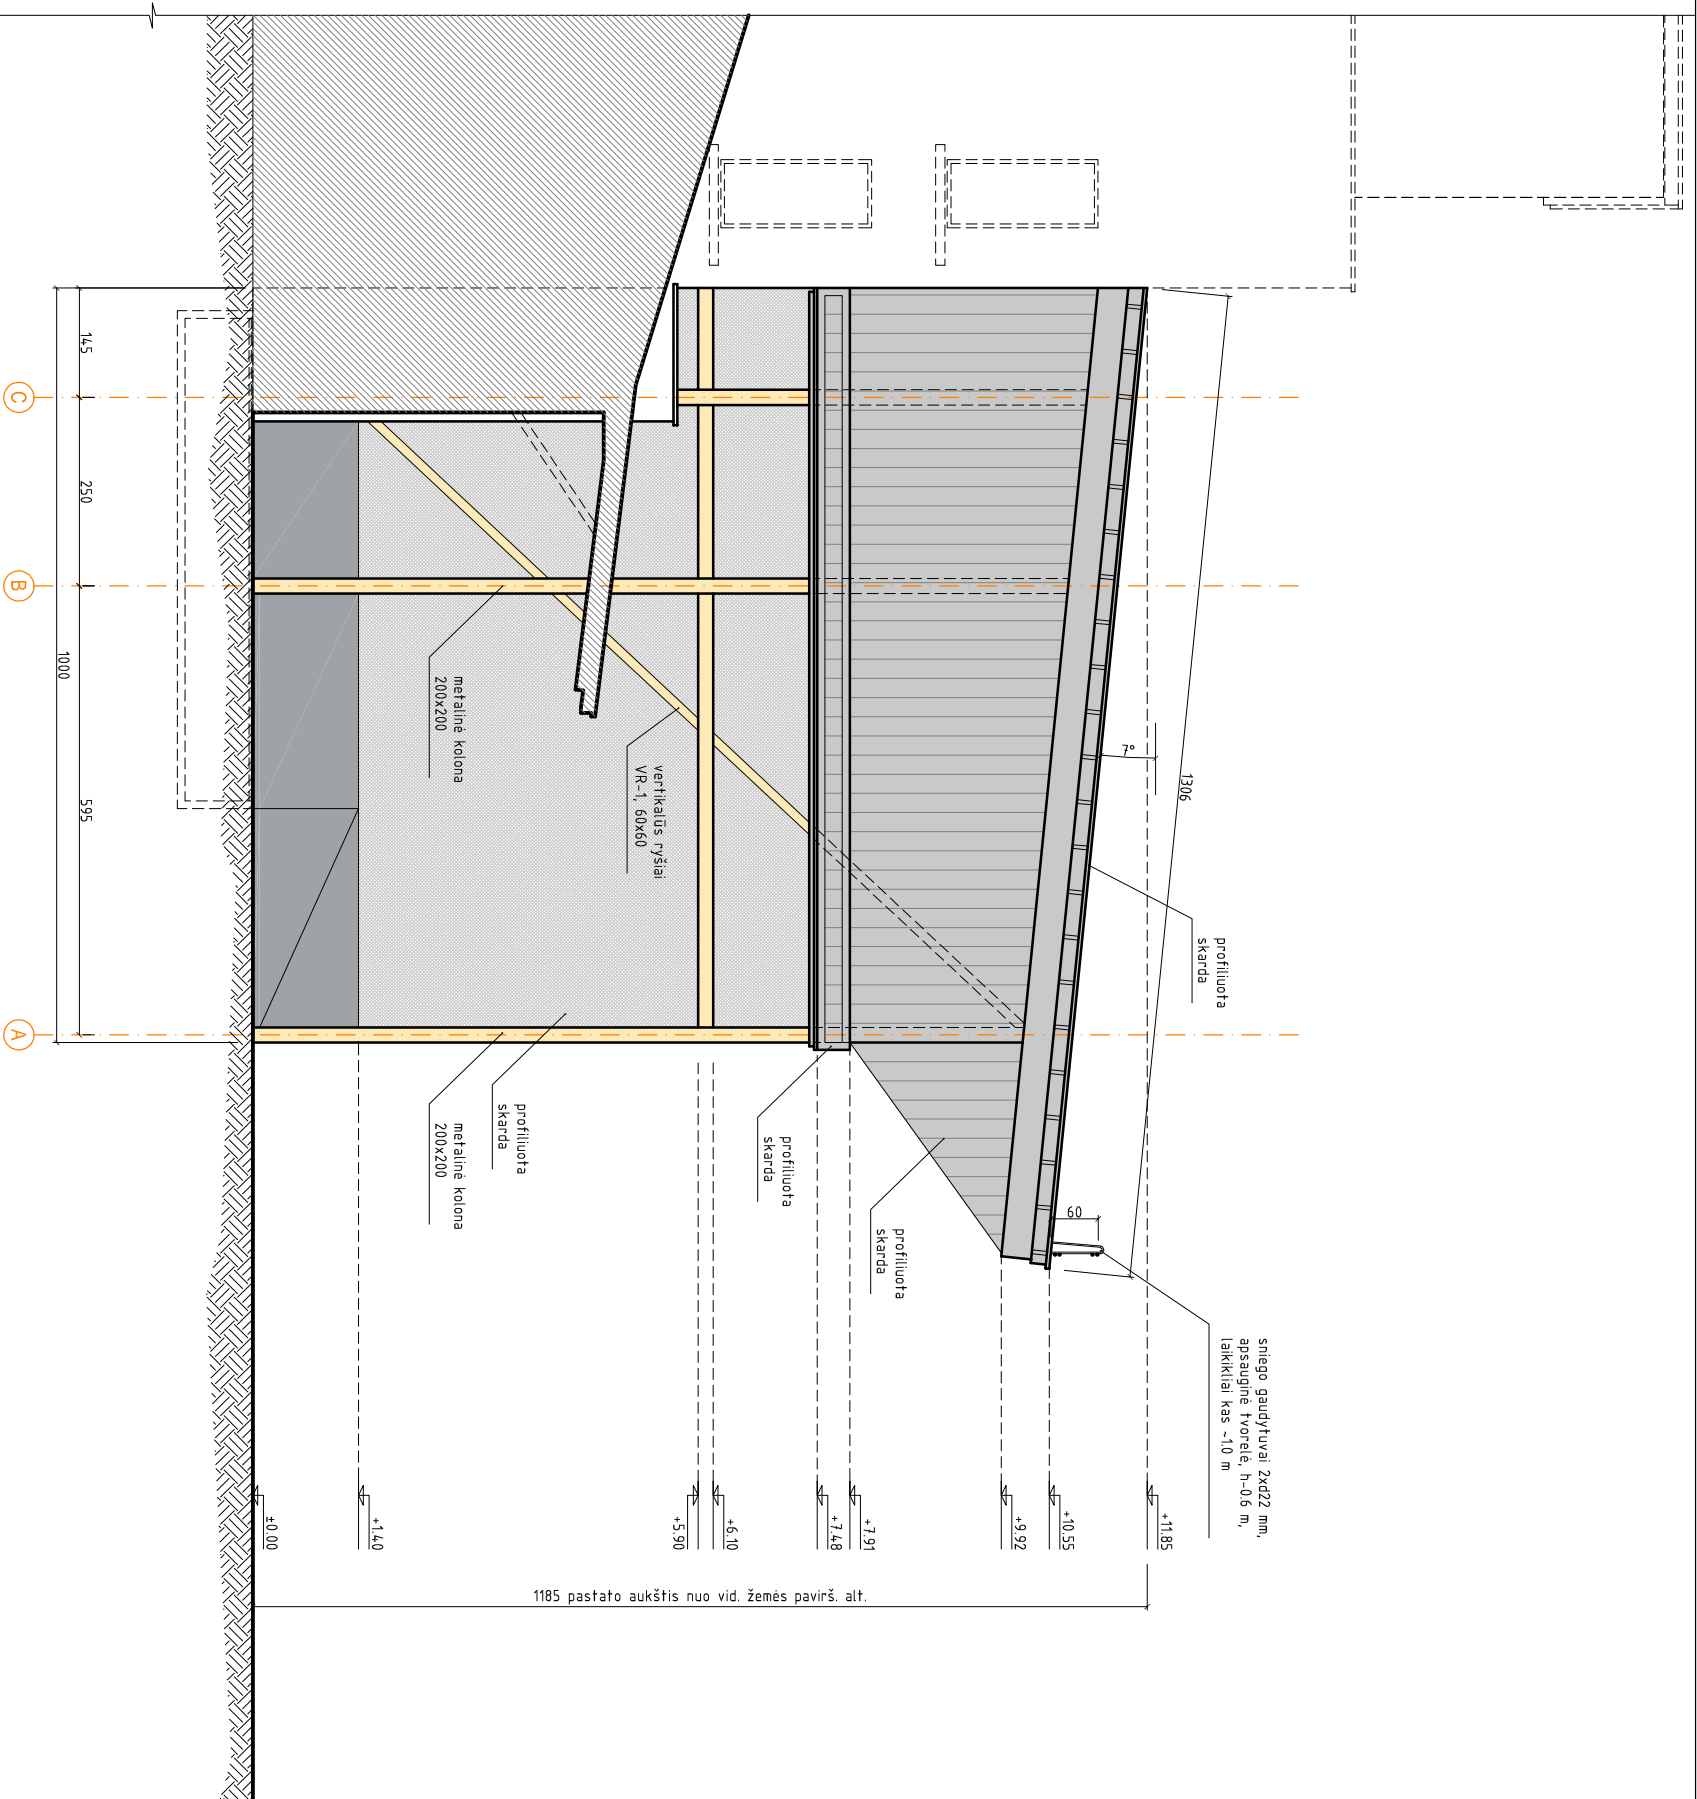 sniego gaudytuvai 2xd22 mm,
apsauginė tvorelė, h-0.6 m,
laikikliai kas ~1.0 m
profiliuota
skarda
1306
7°
60
+11.85
+10.55
+9.92
+7.91
+7.48
+6.10
+5.90
+1.40
±0.00
1185 pastato aukštis nuo vid. žemės pavirš. alt.
profiliuota
skarda
profiliuota
skarda
vertikalūs ryšiai
VR-1, 60x60
metalinė kolona
200x200
profiliuota
skarda
metalinė kolona
200x200
145
250
595
1000
C
B
A